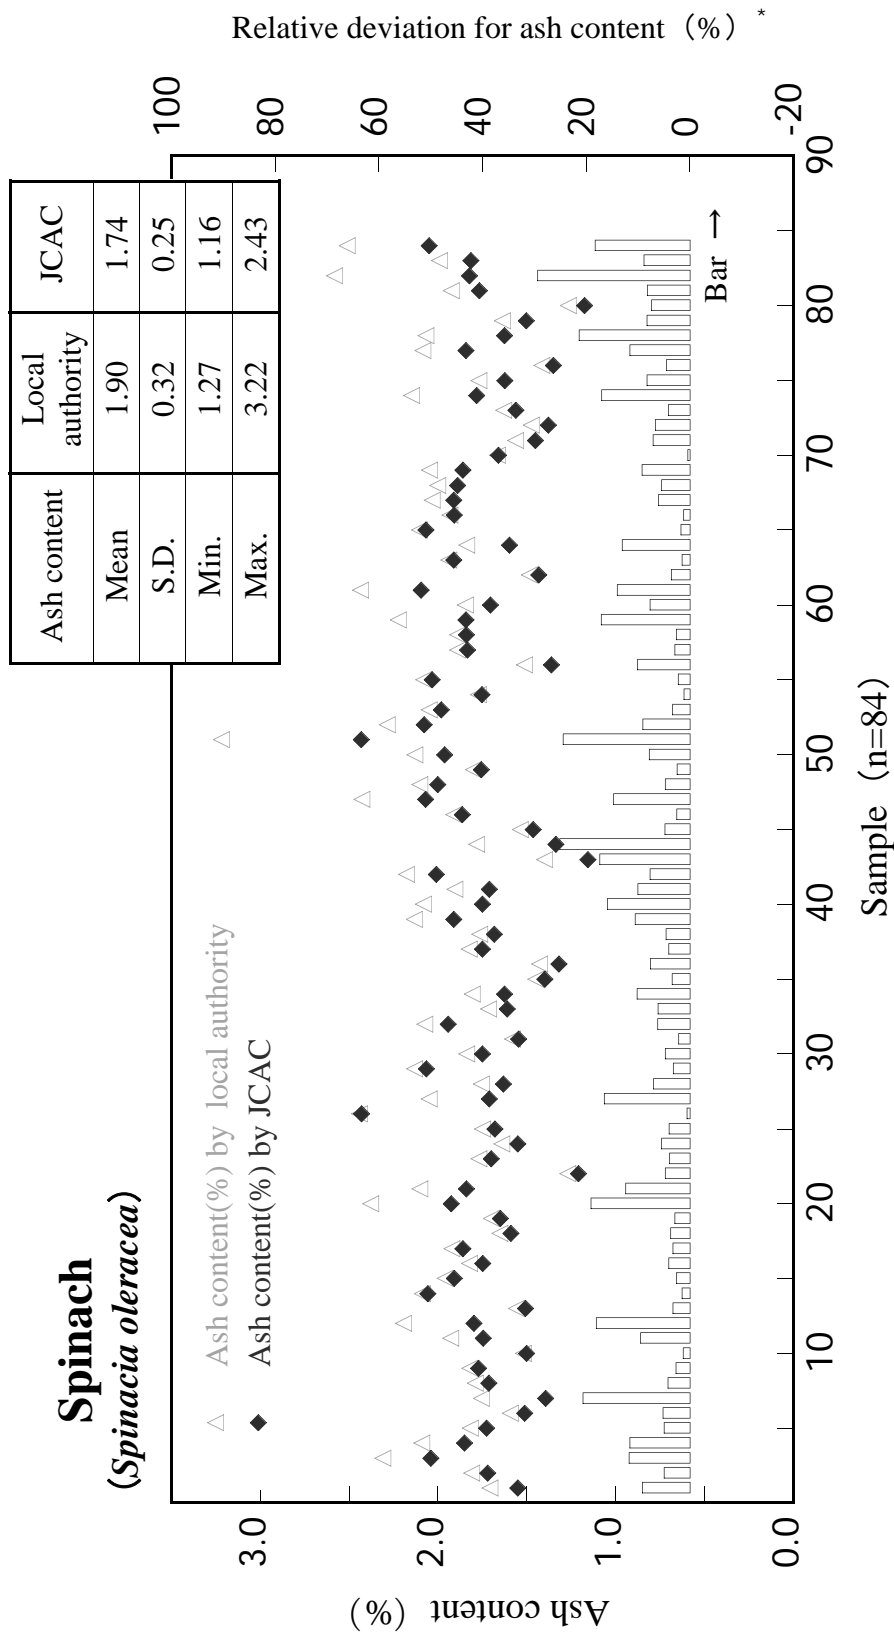 Spinach
(Spinacia oleracea)
Ash content(%) by local authority
Ash content(%) by JCAC
Ash content
Local authority
JCAC
Mean
1.90
1.74
S.D.
0.32
0.25
Min.
1.27
1.16
Max.
3.22
2.43
Ash content (%)
3.0
2.0
1.0
0.0
Relative deviation for ash content (%) *
100
80
60
40
20
0
-20
Bar →
10
20
30
40
50
60
70
80
90
Sample (n=84)